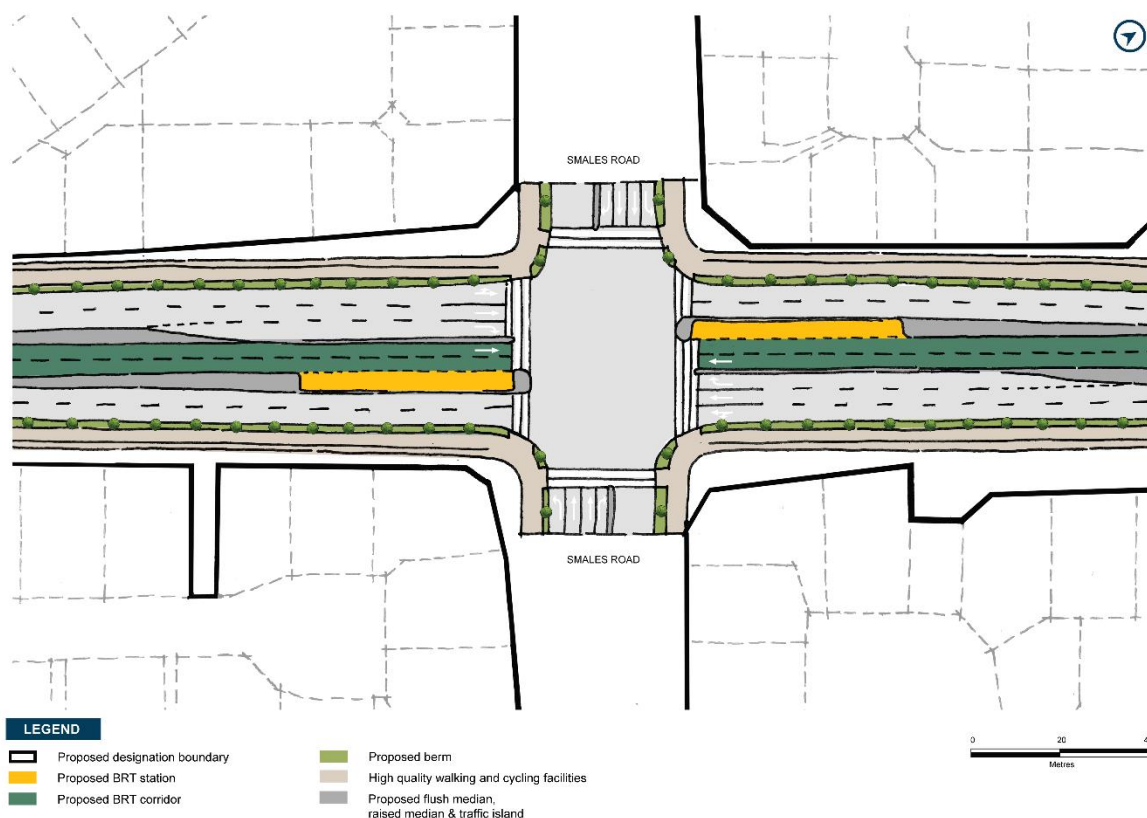 SMALES ROAD
SMALES ROAD
LEGEND
Proposed designation boundary
Proposed BRT station
Proposed BRT corridor
Proposed berm
High quality walking and cycling facilities
Proposed flush median,
raised median & traffic island
0 20
Metres